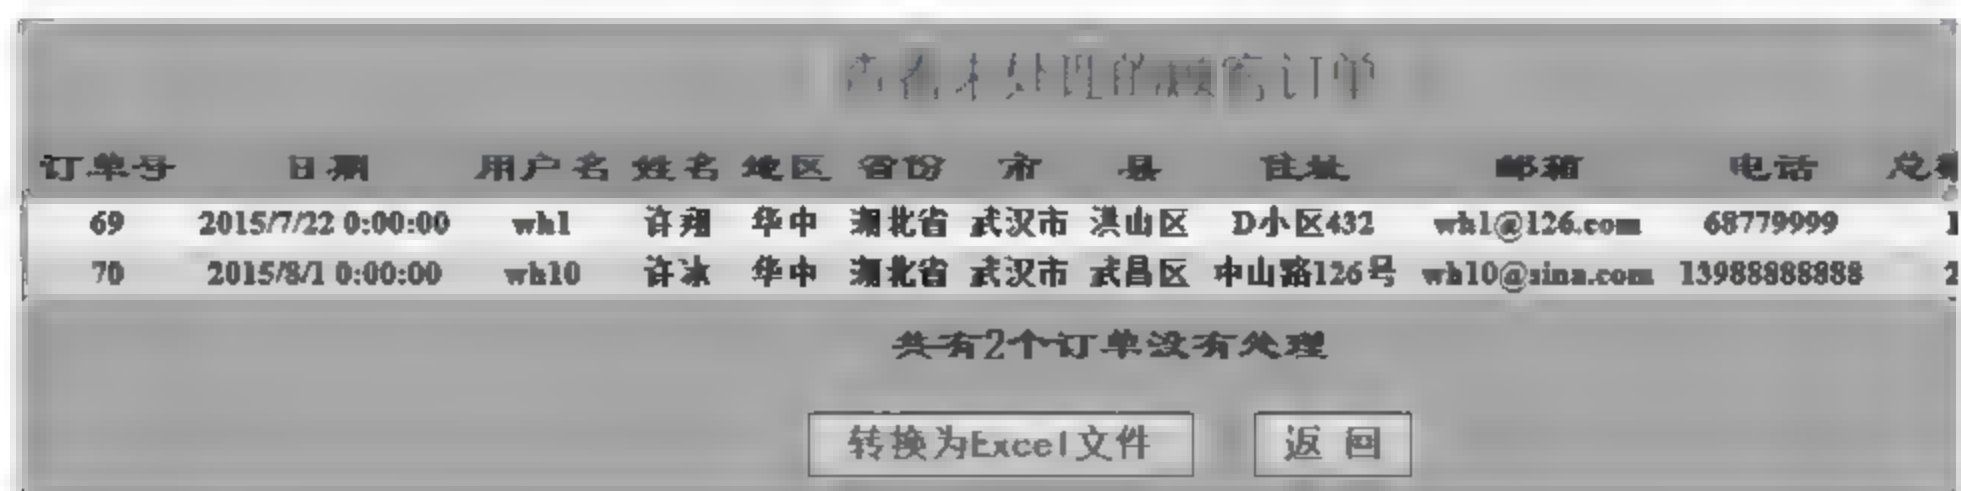 订单号 日期 用户名 姓名 地区 省份 市 县 住址 邮箱 电话
69 2015/7/22 0:00:00 wh1 许翔 华中 湖北省 武汉市 洪山区 D小区432 wh1@126.com 68779999 1
70 2015/8/1 0:00:00 wh10 许冰 华中 湖北省 武汉市 武昌区 中山路126号 wh10@sina.com 13988888888 2
共有2个订单没有处理
转换为Excel文件 返 回